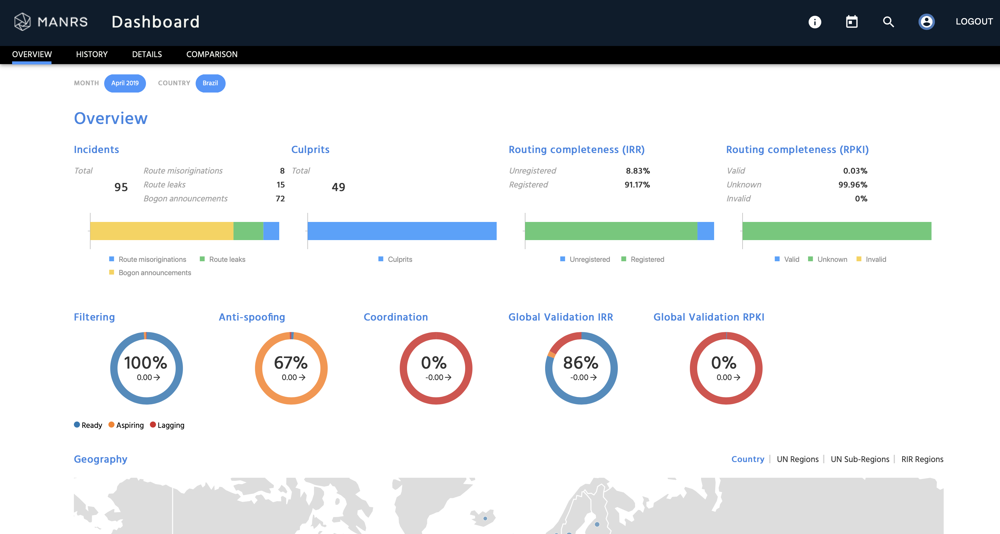 MANRS Dashboard LOGOUT
OVERVIEW HISTORY DETAILS COMPARISON
MONTH April 2019 COUNTRY Brazil
Overview
Incidents
Total
95
Route misoriginations 8
Route leaks 15
Bogon announcements 72
Route misoriginations Route leaks
Bogon announcements
Culprits
Total
49
Culprits
Routing completeness (IRR)
Unregistered 8.83%
Registered 91.17%
Unregistered Registered
Routing completeness (RPKI)
Valid 0.03%
Unknown 99.96%
Invalid 0%
Valid Unknown Invalid
Filtering
100%
0.00→
Anti-spoofing
67%
0.00→
Coordination
0%
-0.00→
Global Validation IRR
86%
-0.00→
Global Validation RPKI
0%
0.00→
Ready Aspiring Lagging
Geography
Country | UN Regions | UN Sub-Regions | RIR Regions